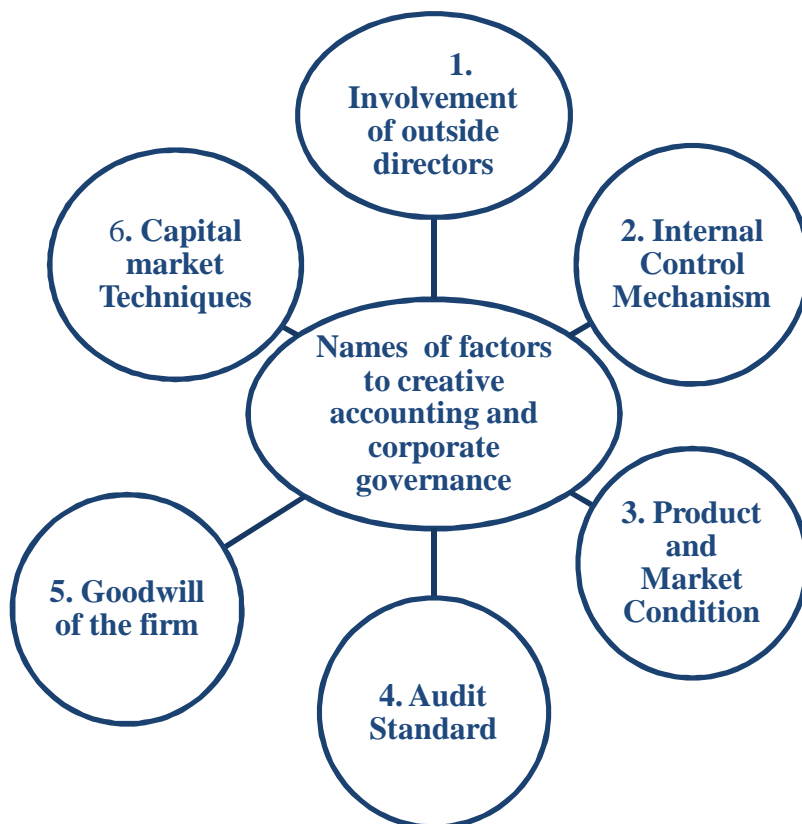 1.
Involvement
of outside
directors
2. Internal
Control
Mechanism
3. Product
and
Market
Condition
4. Audit
Standard
5. Goodwill
of the firm
6. Capital
market
Techniques
Names of factors
to creative
accounting and
corporate
governance